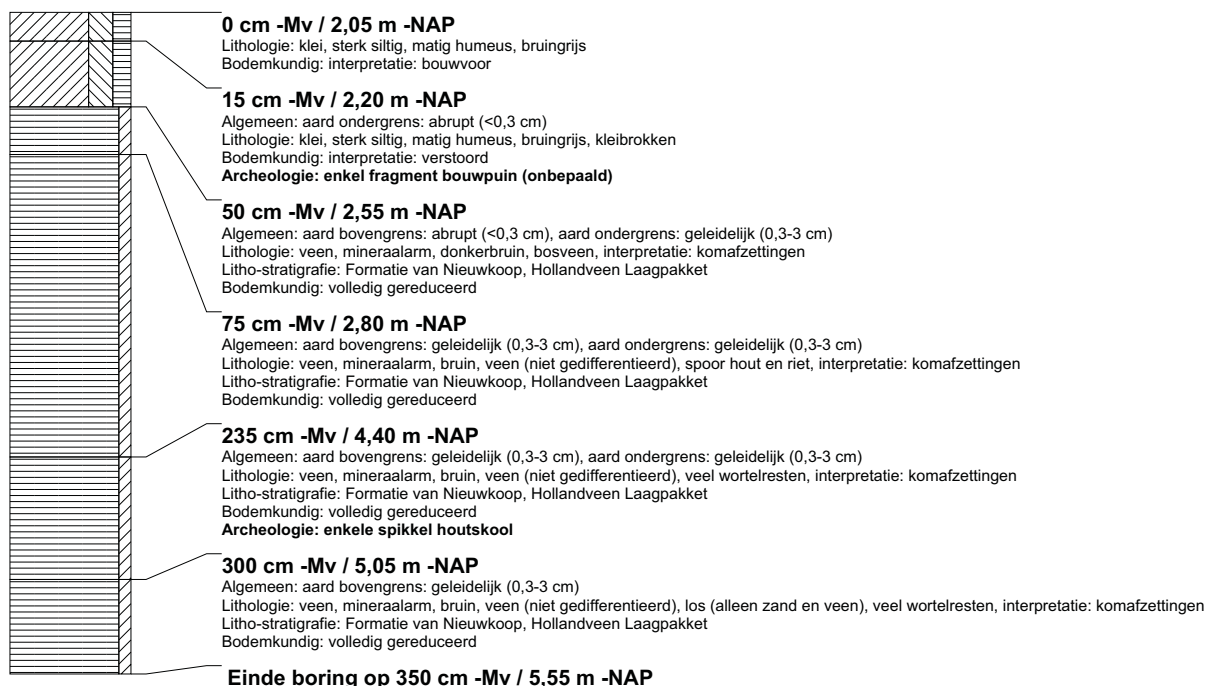 0 cm -Mv / 2,05 m -NAP
Lithologie: klei, sterk siltig, matig humeus, bruingrijs
Bodemkundig: interpretatie: bouwvoor
15 cm -Mv / 2,20 m -NAP
Algemeen: aard ondergrens: abrupt (<0,3 cm)
Lithologie: klei, sterk siltig, matig humeus, bruingrijs, kleibrokken
Bodemkundig: interpretatie: verstoord
Archeologie: enkel fragment bouwpuin (onbepaald)
50 cm -Mv / 2,55 m -NAP
Algemeen: aard bovengrens: abrupt (<0,3 cm), aard ondergrens: geleidelijk (0,3-3 cm)
Lithologie: veen, mineraalarm, donkerbruin, bosveen, interpretatie: komafzettingen
Litho-stratigrafie: Formatie van Nieuwkoop, Hollandveen Laagpakket
Bodemkundig: volledig gereduceerd
75 cm -Mv / 2,80 m -NAP
Algemeen: aard bovengrens: geleidelijk (0,3-3 cm), aard ondergrens: geleidelijk (0,3-3 cm)
Lithologie: veen, mineraalarm, bruin, veen (niet gedifferentieerd), spoor hout en riet, interpretatie: komafzettingen
Litho-stratigrafie: Formatie van Nieuwkoop, Hollandveen Laagpakket
Bodemkundig: volledig gereduceerd
235 cm -Mv / 4,40 m -NAP
Algemeen: aard bovengrens: geleidelijk (0,3-3 cm), aard ondergrens: geleidelijk (0,3-3 cm)
Lithologie: veen, mineraalarm, bruin, veen (niet gedifferentieerd), veel wortelresten, interpretatie: komafzettingen
Litho-stratigrafie: Formatie van Nieuwkoop, Hollandveen Laagpakket
Bodemkundig: volledig gereduceerd
Archeologie: enkele spikkel houtskool
300 cm -Mv / 5,05 m -NAP
Algemeen: aard bovengrens: geleidelijk (0,3-3 cm)
Lithologie: veen, mineraalarm, bruin, veen (niet gedifferentieerd), los (alleen zand en veen), veel wortelresten, interpretatie: komafzettingen
Litho-stratigrafie: Formatie van Nieuwkoop, Hollandveen Laagpakket
Bodemkundig: volledig gereduceerd
Einde boring op 350 cm -Mv / 5,55 m -NAP